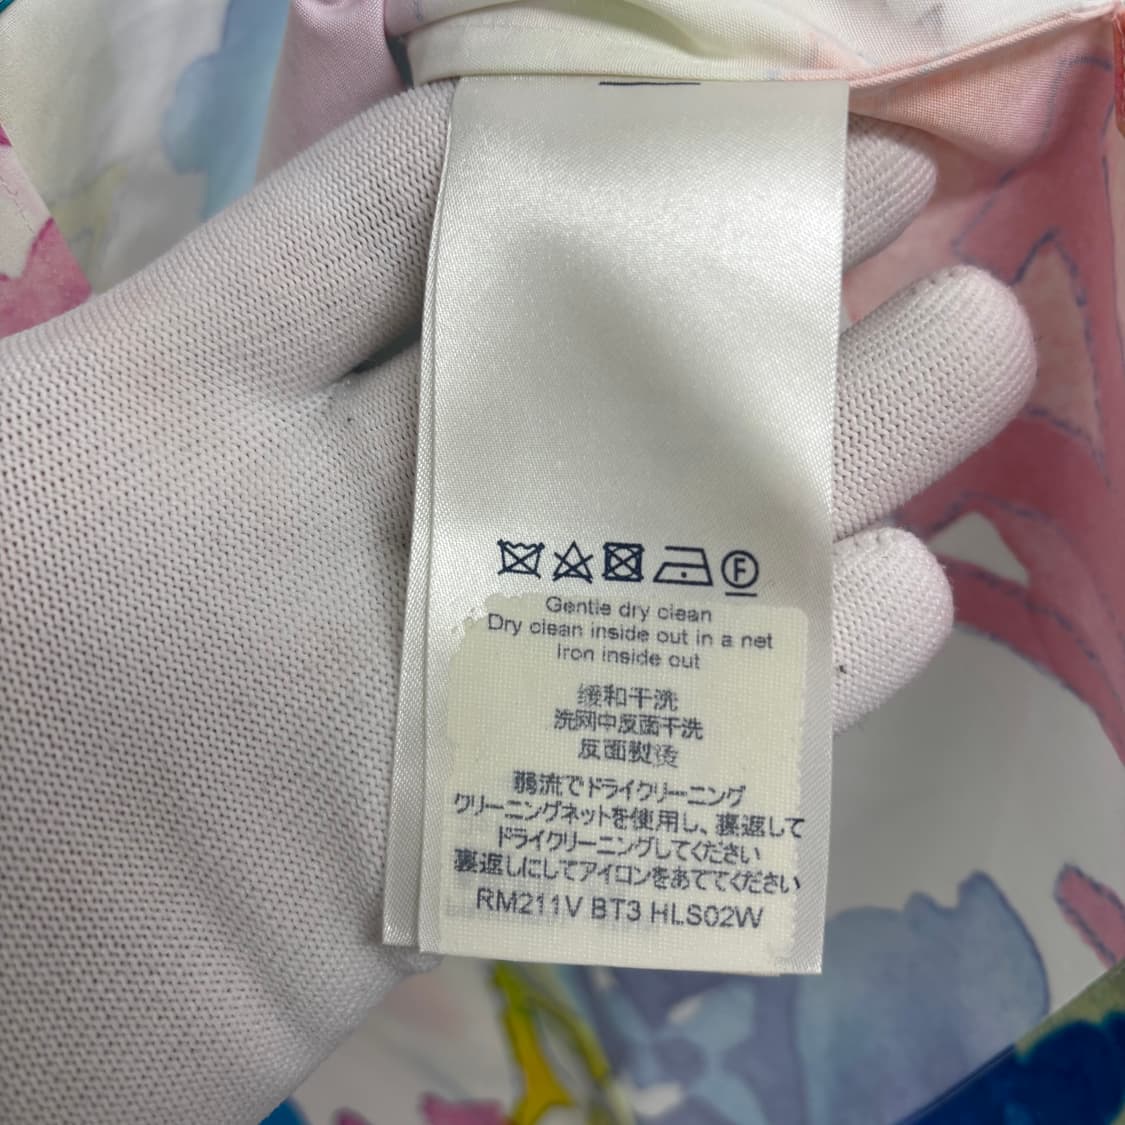 F
Gentle dry clean
Dry clean inside out in a net
Iron inside out
缓和干洗
洗网中反面干洗
反面熨烫
弱流でドライクリーニング
クリーニングネットを使用し、裏返して
ドライクリーニングしてください
裏返しにしてアイロンをあててください
RM211V BT3 HLS02W